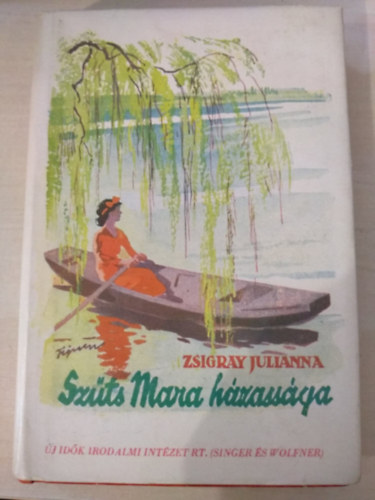 ZSIGRAY JULIANNA
Szüts Mara házassága
ÚJ IDŐK IRODALMI INTÉZET RT. (SINGER ÉS WOLFNER)